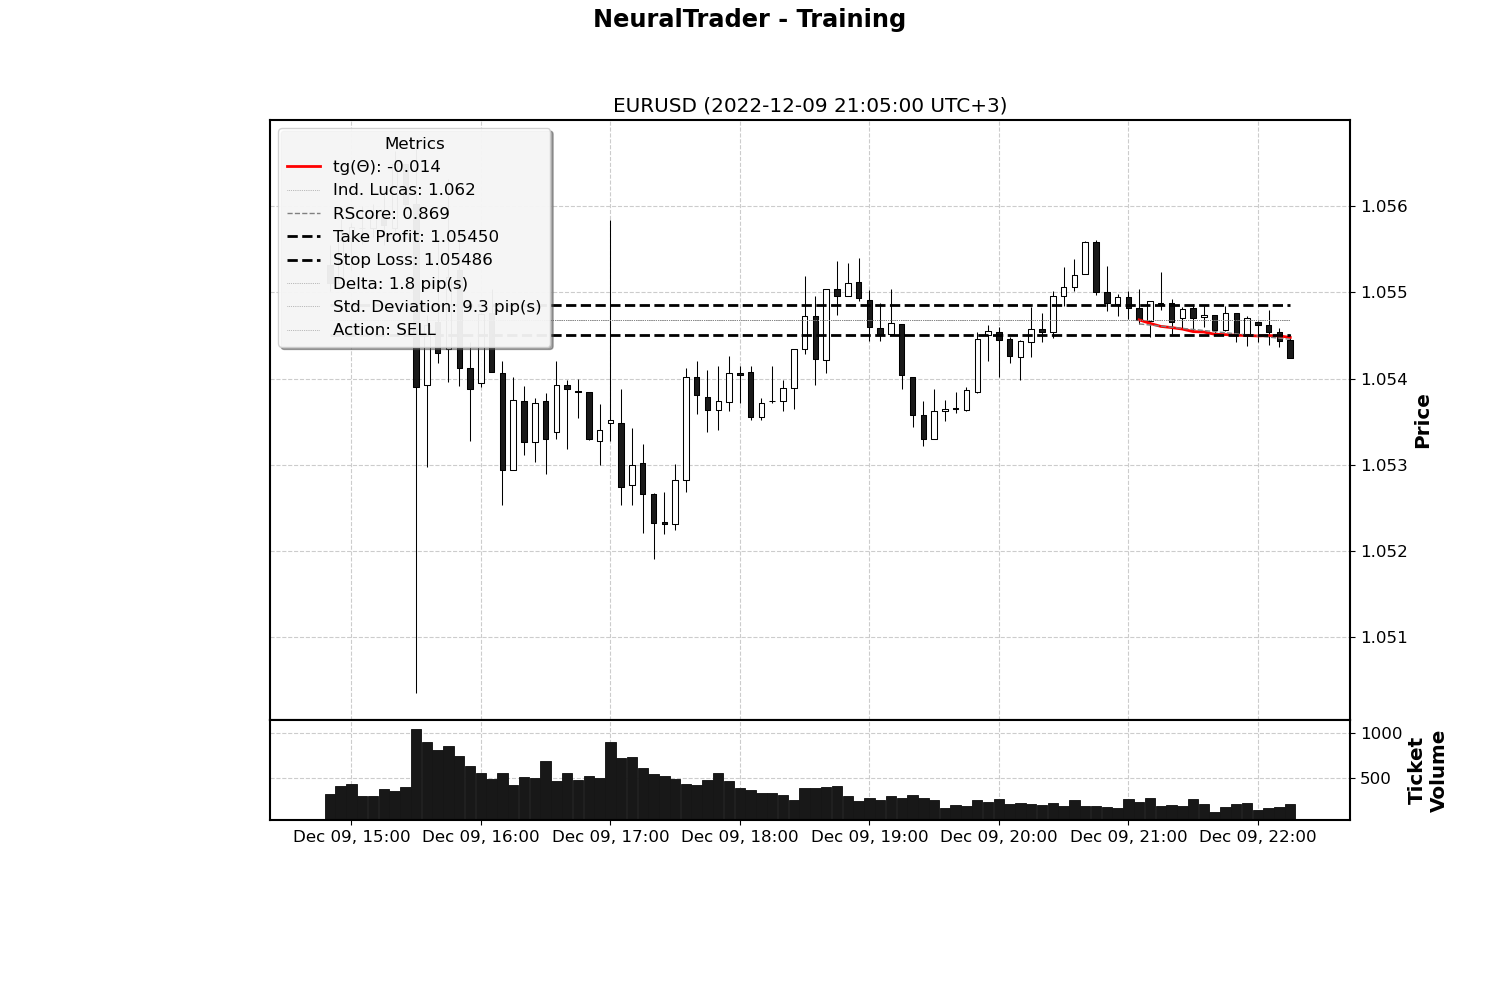 NeuralTrader - Training
EURUSD (2022-12-09 21:05:00 UTC+3)
Metrics
tg(Θ): -0.014
Ind. Lucas: 1.062
RScore: 0.869
Take Profit: 1.05450
Stop Loss: 1.05486
Delta: 1.8 pip(s)
Std. Deviation: 9.3 pip(s)
Action: SELL
1.056
1.055
1.054
1.053
1.052
1.051
Price
1000
500
Ticket
Volume
Dec 09, 15:00 Dec 09, 16:00 Dec 09, 17:00 Dec 09, 18:00 Dec 09, 19:00 Dec 09, 20:00 Dec 09, 21:00 Dec 09, 22:00